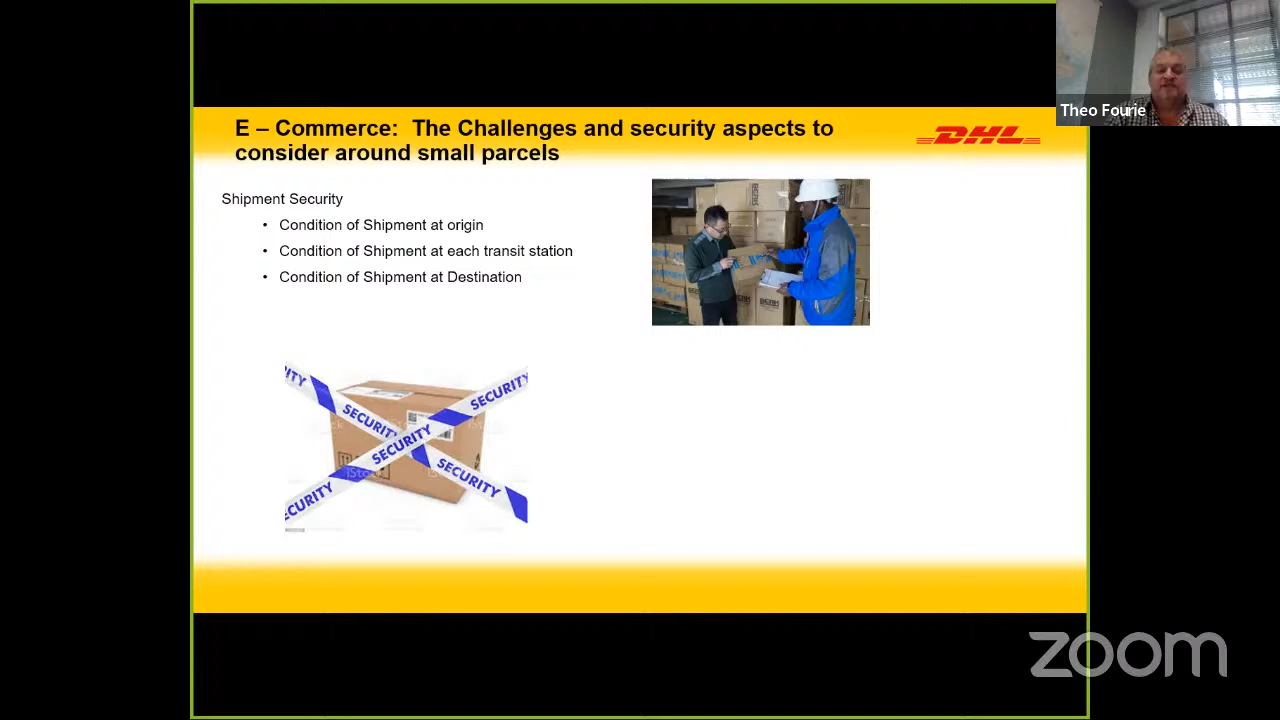 Theo Fourie
E – Commerce: The Challenges and security aspects to
consider around small parcels
DHL
Shipment Security
• Condition of Shipment at origin
• Condition of Shipment at each transit station
• Condition of Shipment at Destination
SECURITY
SECURITY
SECURITY
SECURITY
zoom